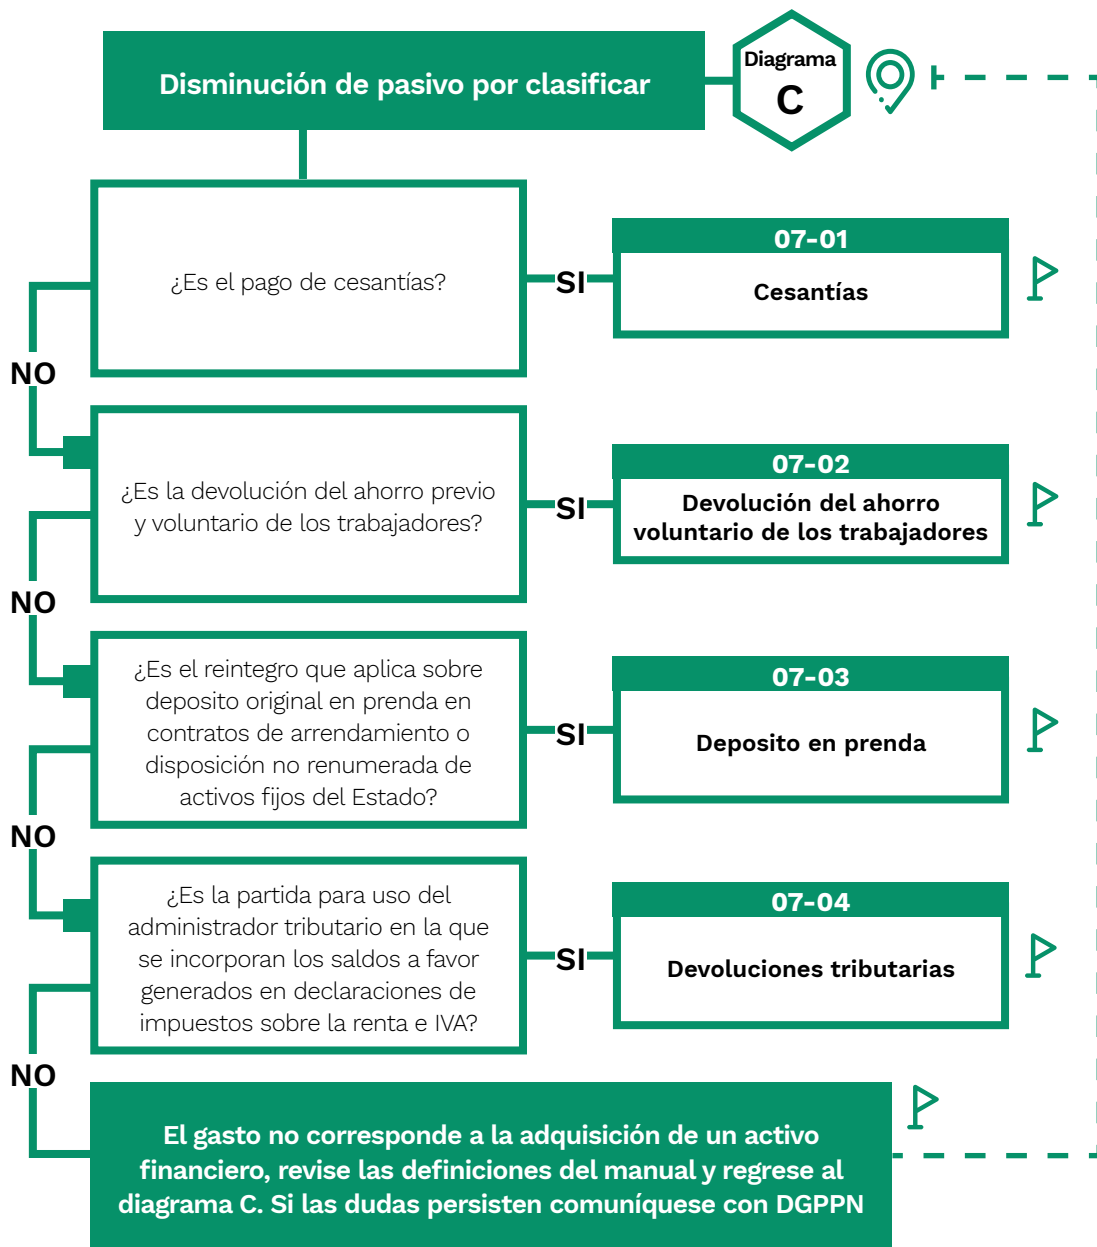 Disminución de pasivo por clasificar
Diagrama
C
¿Es el pago de cesantías?
SI
07-01
Cesantías
NO
¿Es la devolución del ahorro previo
y voluntario de los trabajadores?
SI
07-02
Devolución del ahorro
voluntario de los trabajadores
NO
¿Es el reintegro que aplica sobre
deposito original en prenda en
contratos de arrendamiento o
disposición no renumerada de
activos fijos del Estado?
SI
07-03
Deposito en prenda
NO
¿Es la partida para uso del
administrador tributario en la que
se incorporan los saldos a favor
generados en declaraciones de
impuestos sobre la renta e IVA?
SI
07-04
Devoluciones tributarias
NO
El gasto no corresponde a la adquisición de un activo
financiero, revise las definiciones del manual y regrese al
diagrama C. Si las dudas persisten comuníquese con DGPPN